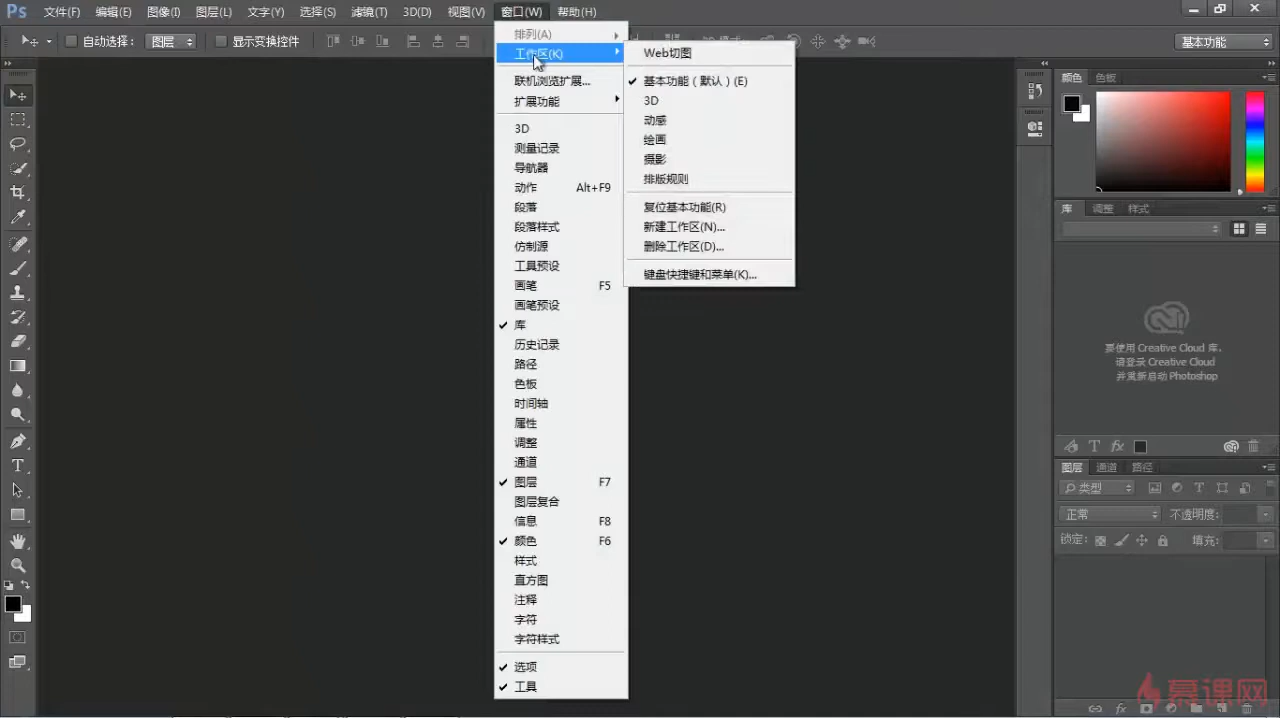 Ps 文件(F) 编辑(E) 图像(I) 图层(L) 文字(Y) 选择(S) 滤镜(T) 3D(D) 视图(V) 窗口(W) 帮助(H)
自动选择: 图层 显示变换控件 基本功能
排列(A)
工作区(K)
联机浏览扩展...
扩展功能
3D
测量记录
导航器
动作 Alt+F9
段落
段落样式
仿制源
工具预设
画笔 F5
画笔预设
库
历史记录
路径
色板
时间轴
属性
调整
通道
图层 F7
图层复合
信息 F8
颜色 F6
样式
直方图
注释
字符
字符样式
选项
工具
Web切图
基本功能（默认）(E)
3D
动感
绘画
摄影
排版规则
复位基本功能(R)
新建工作区(N)...
删除工作区(D)...
键盘快捷键和菜单(K)...
颜色 色板
库 调整 样式
要使用 Creative Cloud 库,
请登录 Creative Cloud
并重新启动 Photoshop
fx
图层 通道 路径
类型
正常 不透明度:
锁定: 填充:
fx
慕课网